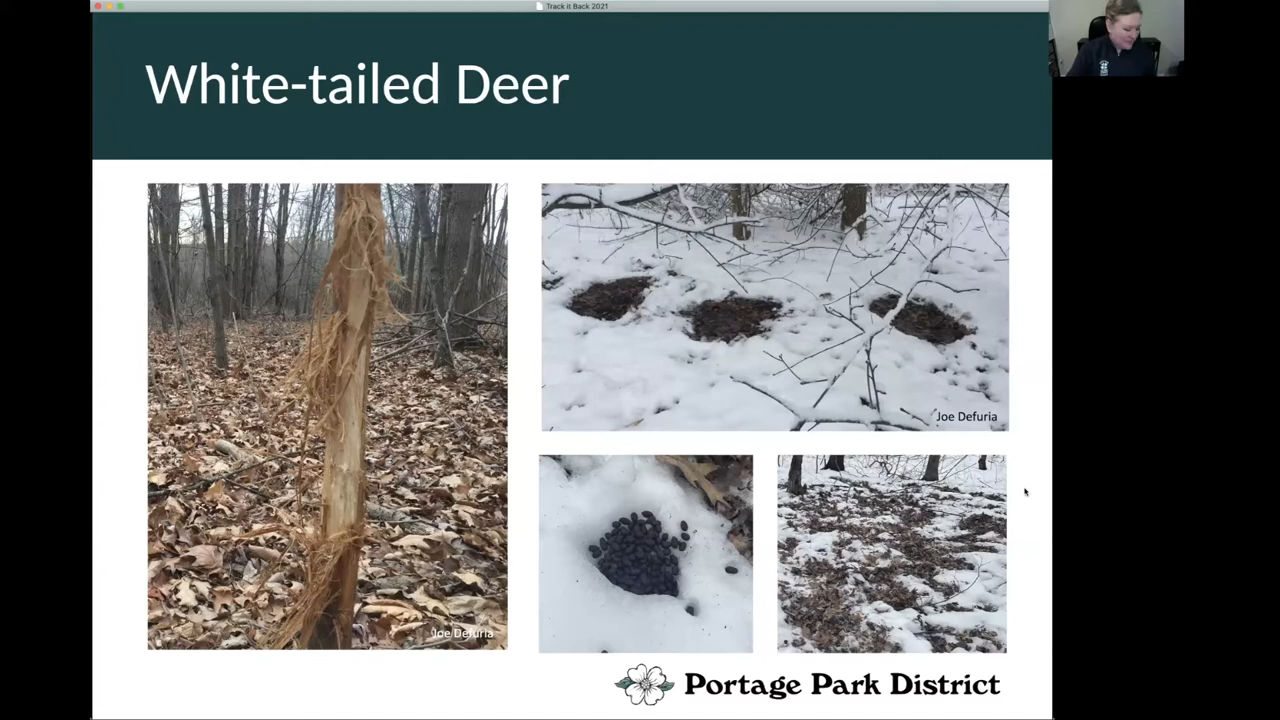 Track it Back 2021
White-tailed Deer
Joe Defuria
Joe Defuria
Portage Park District